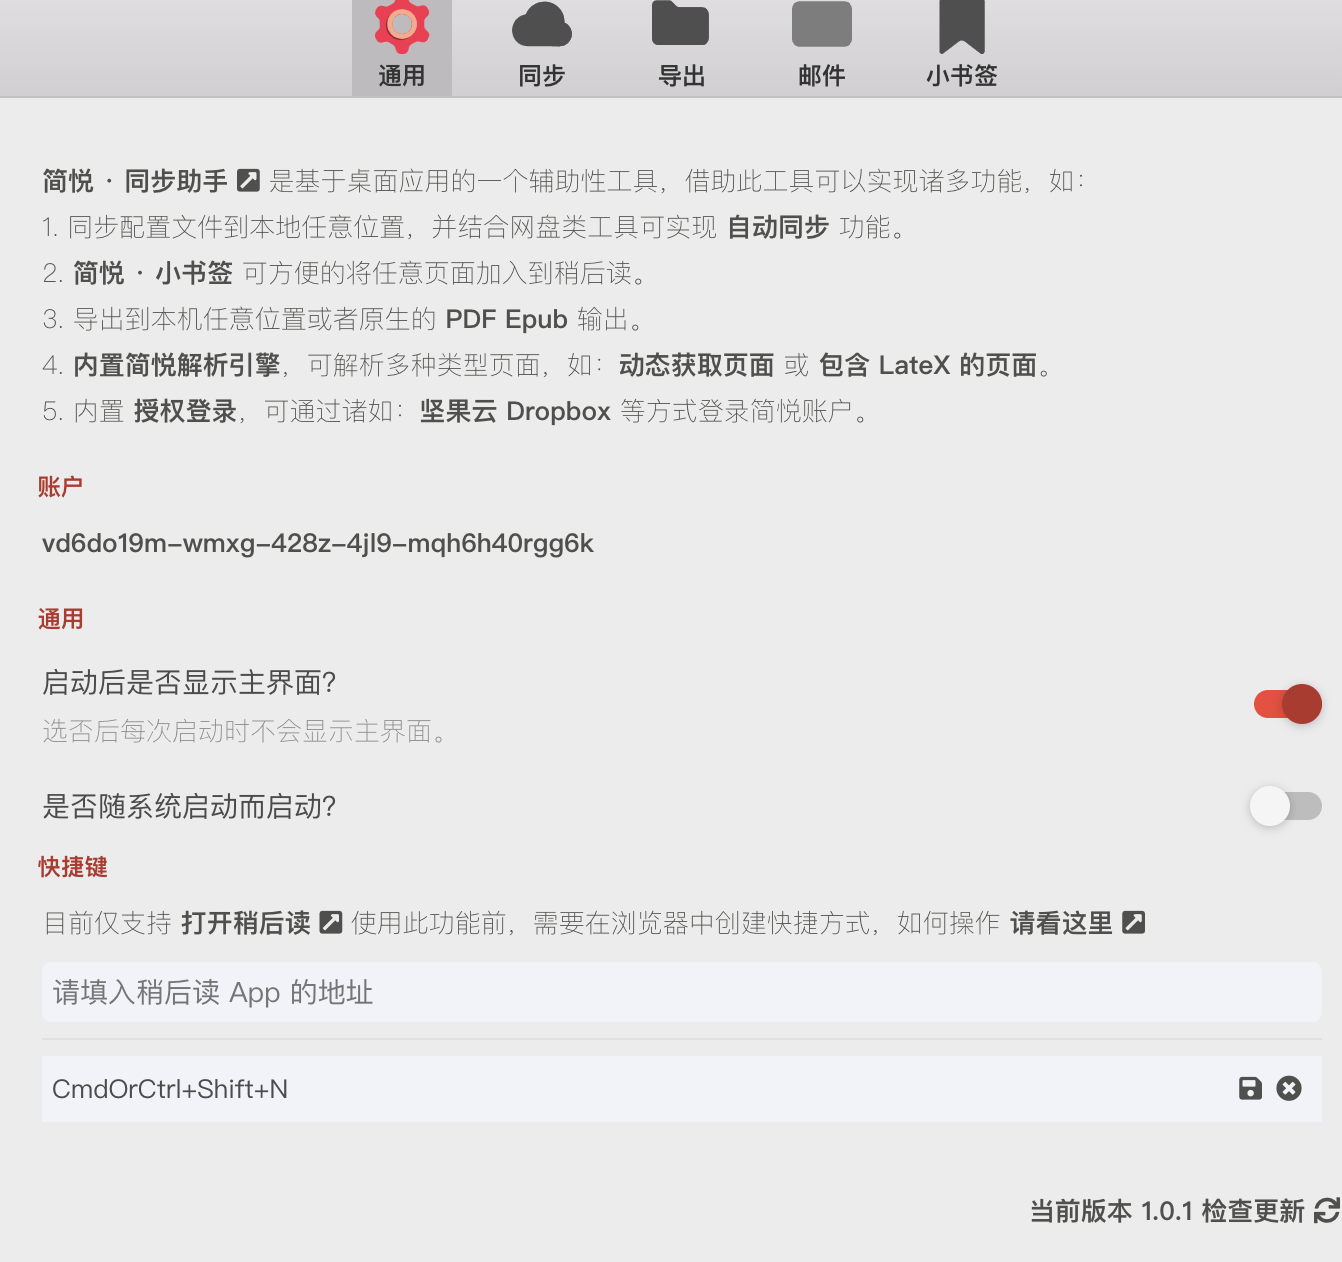 通用 同步 导出 邮件 小书签
简悦 · 同步助手 是基于桌面应用的一个辅助性工具，借助此工具可以实现诸多功能，如：
1. 同步配置文件到本地任意位置，并结合网盘类工具可实现 自动同步 功能。
2. 简悦 · 小书签 可方便的将任意页面加入到稍后读。
3. 导出到本机任意位置或者原生的 PDF Epub 输出。
4. 内置简悦解析引擎，可解析多种类型页面，如：动态获取页面 或 包含 LateX 的页面。
5. 内置 授权登录，可通过诸如：坚果云 Dropbox 等方式登录简悦账户。
账户
vd6do19m-wmxg-428z-4jl9-mqh6h40rgg6k
通用
启动后是否显示主界面?
选否后每次启动时不会显示主界面。
是否随系统启动而启动?
快捷键
目前仅支持 打开稍后读 使用此功能前，需要在浏览器中创建快捷方式，如何操作 请看这里
请填入稍后读 App 的地址
CmdOrCtrl+Shift+N
当前版本 1.0.1 检查更新